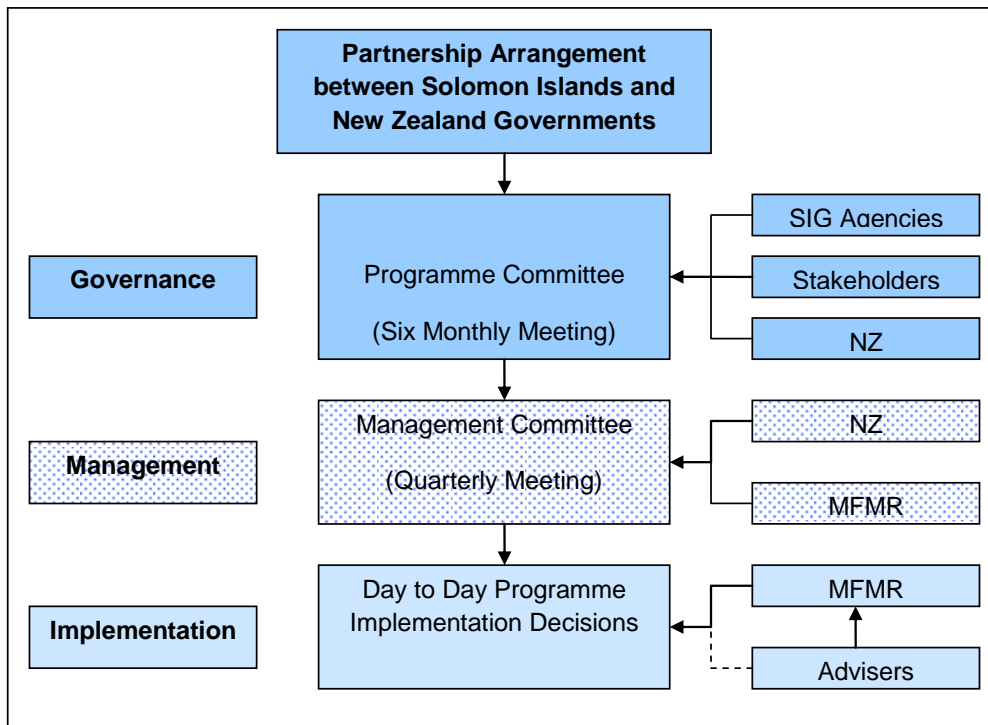 Partnership Arrangement
between Solomon Islands and
New Zealand Governments
SIG Agencies
Governance
Programme Committee
(Six Monthly Meeting)
Stakeholders
NZ
Management
Management Committee
(Quarterly Meeting)
NZ
MFMR
Implementation
Day to Day Programme
Implementation Decisions
MFMR
Advisers